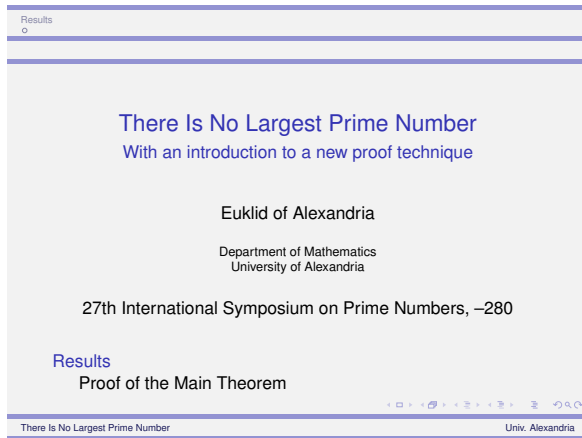 Results
There Is No Largest Prime Number
With an introduction to a new proof technique
Euklid of Alexandria
Department of Mathematics
University of Alexandria
27th International Symposium on Prime Numbers, –280
Results
Proof of the Main Theorem
There Is No Largest Prime Number Univ. Alexandria